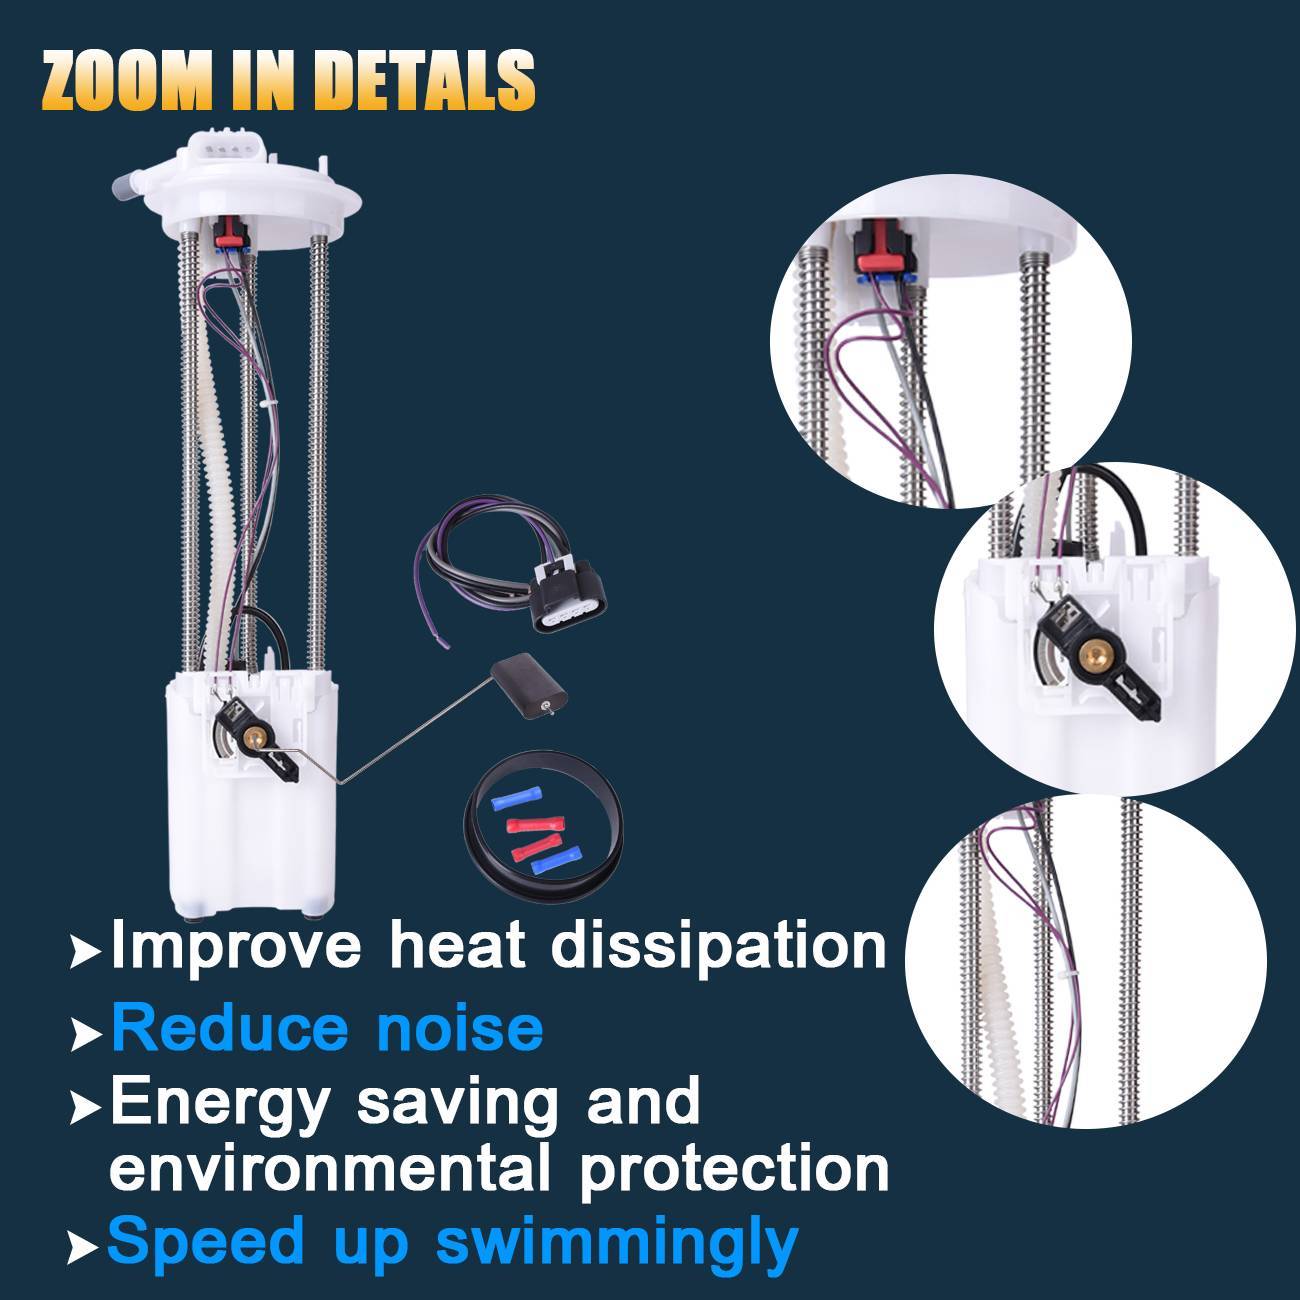 ZOOM IN DETALS
Improve heat dissipation
Reduce noise
Energy saving and
environmental protection
Speed up swimmingly